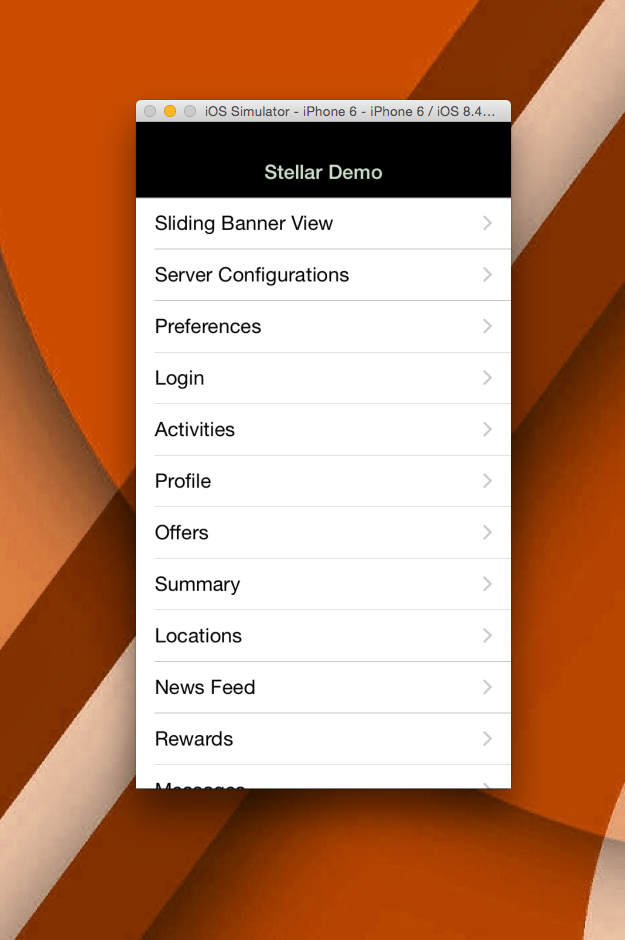 iOS Simulator - iPhone 6 - iPhone 6 / iOS 8.4...
Stellar Demo
Sliding Banner View
Server Configurations
Preferences
Login
Activities
Profile
Offers
Summary
Locations
News Feed
Rewards
Messages